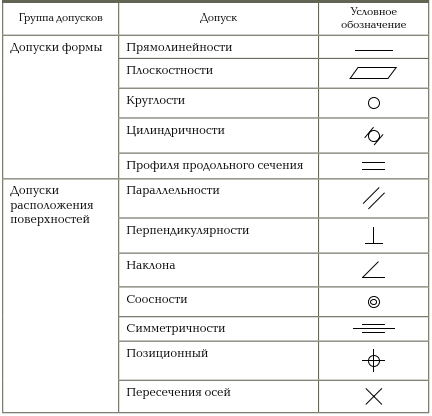 Группа допусков
Допуск
Условное
обозначение
Допуски формы
Прямолинейности
Плоскостности
Круглости
Цилиндричности
Профиля продольного сечения
Допуски
расположения
поверхностей
Параллельности
Перпендикулярности
Наклона
Соосности
Симметричности
Позиционный
Пересечения осей